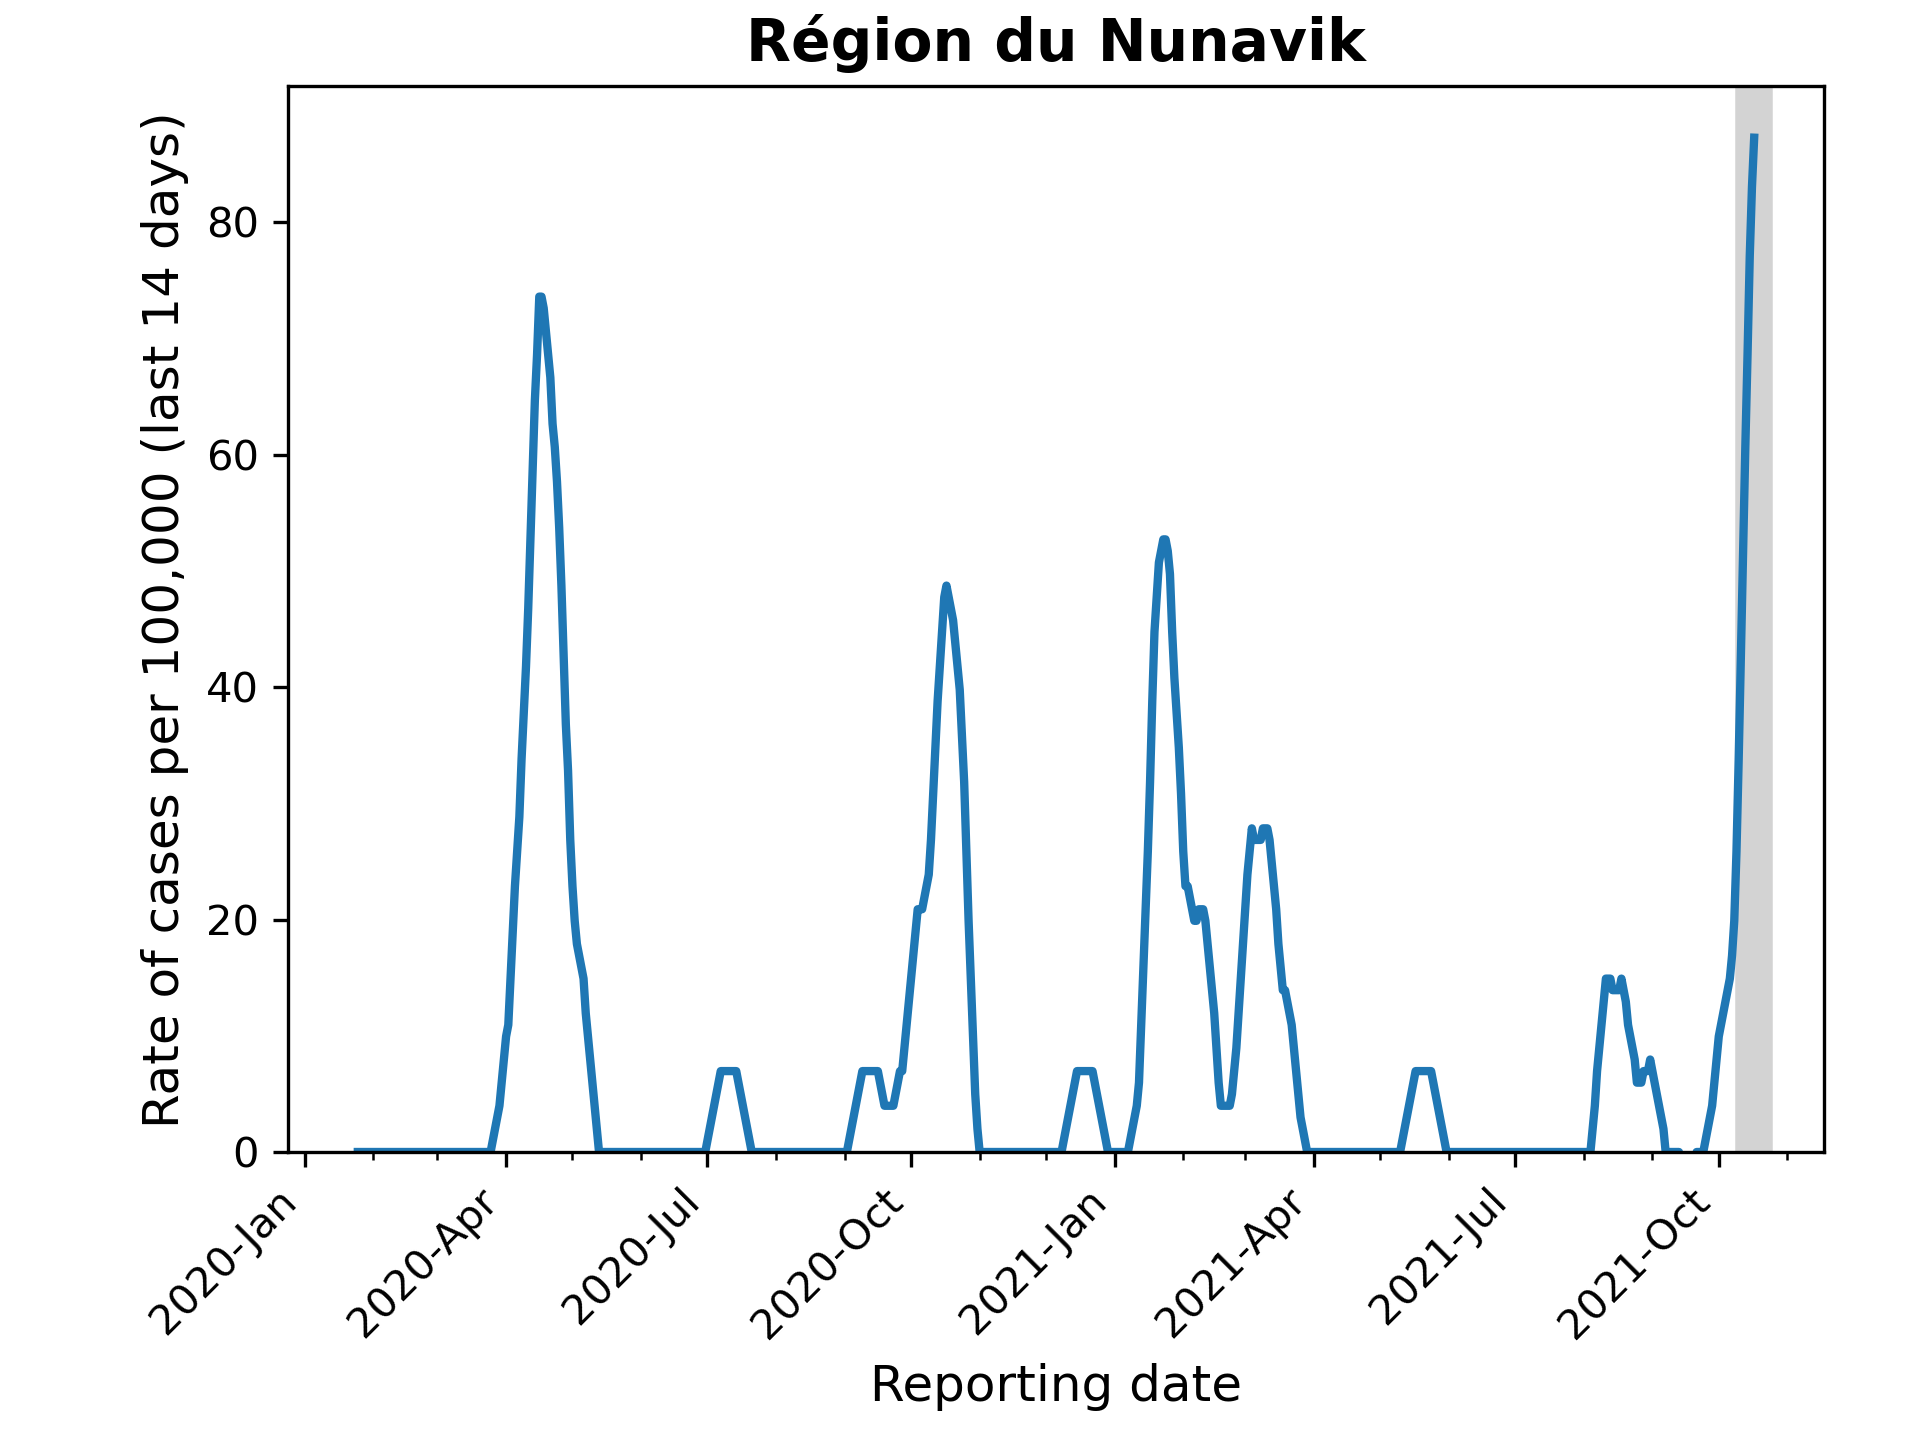 Région du Nunavik
Rate of cases per 100,000 (last 14 days)
80
60
40
20
0
2020-Jan
2020-Apr
2020-Jul
2020-Oct
2021-Jan
2021-Apr
2021-Jul
2021-Oct
Reporting date